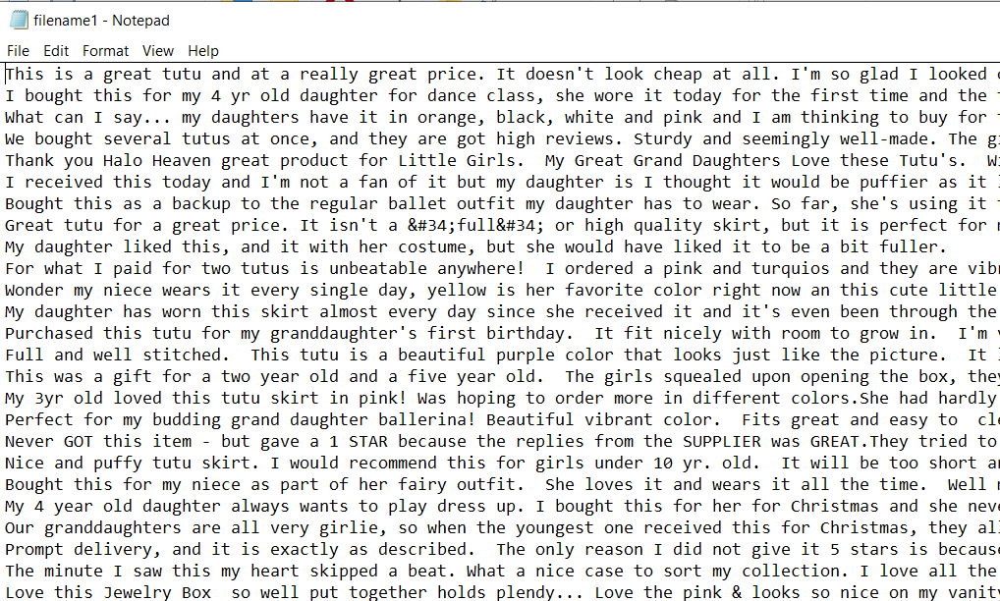 filename1 - Notepad
File Edit Format View Help
This is a great tutu and at a really great price. It doesn't look cheap at all. I'm so glad I looked
I bought this for my 4 yr old daughter for dance class, she wore it today for the first time and the
What can I say... my daughters have it in orange, black, white and pink and I am thinking to buy for
We bought several tutus at once, and they are got high reviews. Sturdy and seemingly well-made. The
Thank you Halo Heaven great product for Little Girls.  My Great Grand Daughters Love these Tutu's.
I received this today and I'm not a fan of it but my daughter is I thought it would be puffier as it
Bought this as a backup to the regular ballet outfit my daughter has to wear. So far, she's using it
Great tutu for a great price. It isn't a &#34;full&#34; or high quality skirt, but it is perfect for
My daughter liked this, and it with her costume, but she would have liked it to be a bit fuller.
For what I paid for two tutus is unbeatable anywhere!  I ordered a pink and turquios and they are
Wonder my niece wears it every single day, yellow is her favorite color right now an this cute little
My daughter has worn this skirt almost every day since she received it and it's even been through the
Purchased this tutu for my granddaughter's first birthday.  It fit nicely with room to grow in.  I'm
Full and well stitched.  This tutu is a beautiful purple color that looks just like the picture.  It
This was a gift for a two year old and a five year old.  The girls squealed upon opening the box,
My 3yr old loved this tutu skirt in pink! Was hoping to order more in different colors.She had hardly
Perfect for my budding grand daughter ballerina! Beautiful vibrant color.  Fits great and easy to
Never GOT this item - but gave a 1 STAR because the replies from the SUPPLIER was GREAT.They tried to
Nice and puffy tutu skirt. I would recommend this for girls under 10 yr. old.  It will be too short
Bought this for my niece as part of her fairy outfit.  She loves it and wears it all the time.  Well
My 4 year old daughter always wants to play dress up. I bought this for her for Christmas and she
Our granddaughters are all very girlie, so when the youngest one received this for Christmas, they
Prompt delivery, and it is exactly as described.  The only reason I did not give it 5 stars is
The minute I saw this my heart skipped a beat. What a nice case to sort my collection. I love all the
Love this Jewelry Box  so well put together holds plendy... Love the pink & looks so nice on my vanity